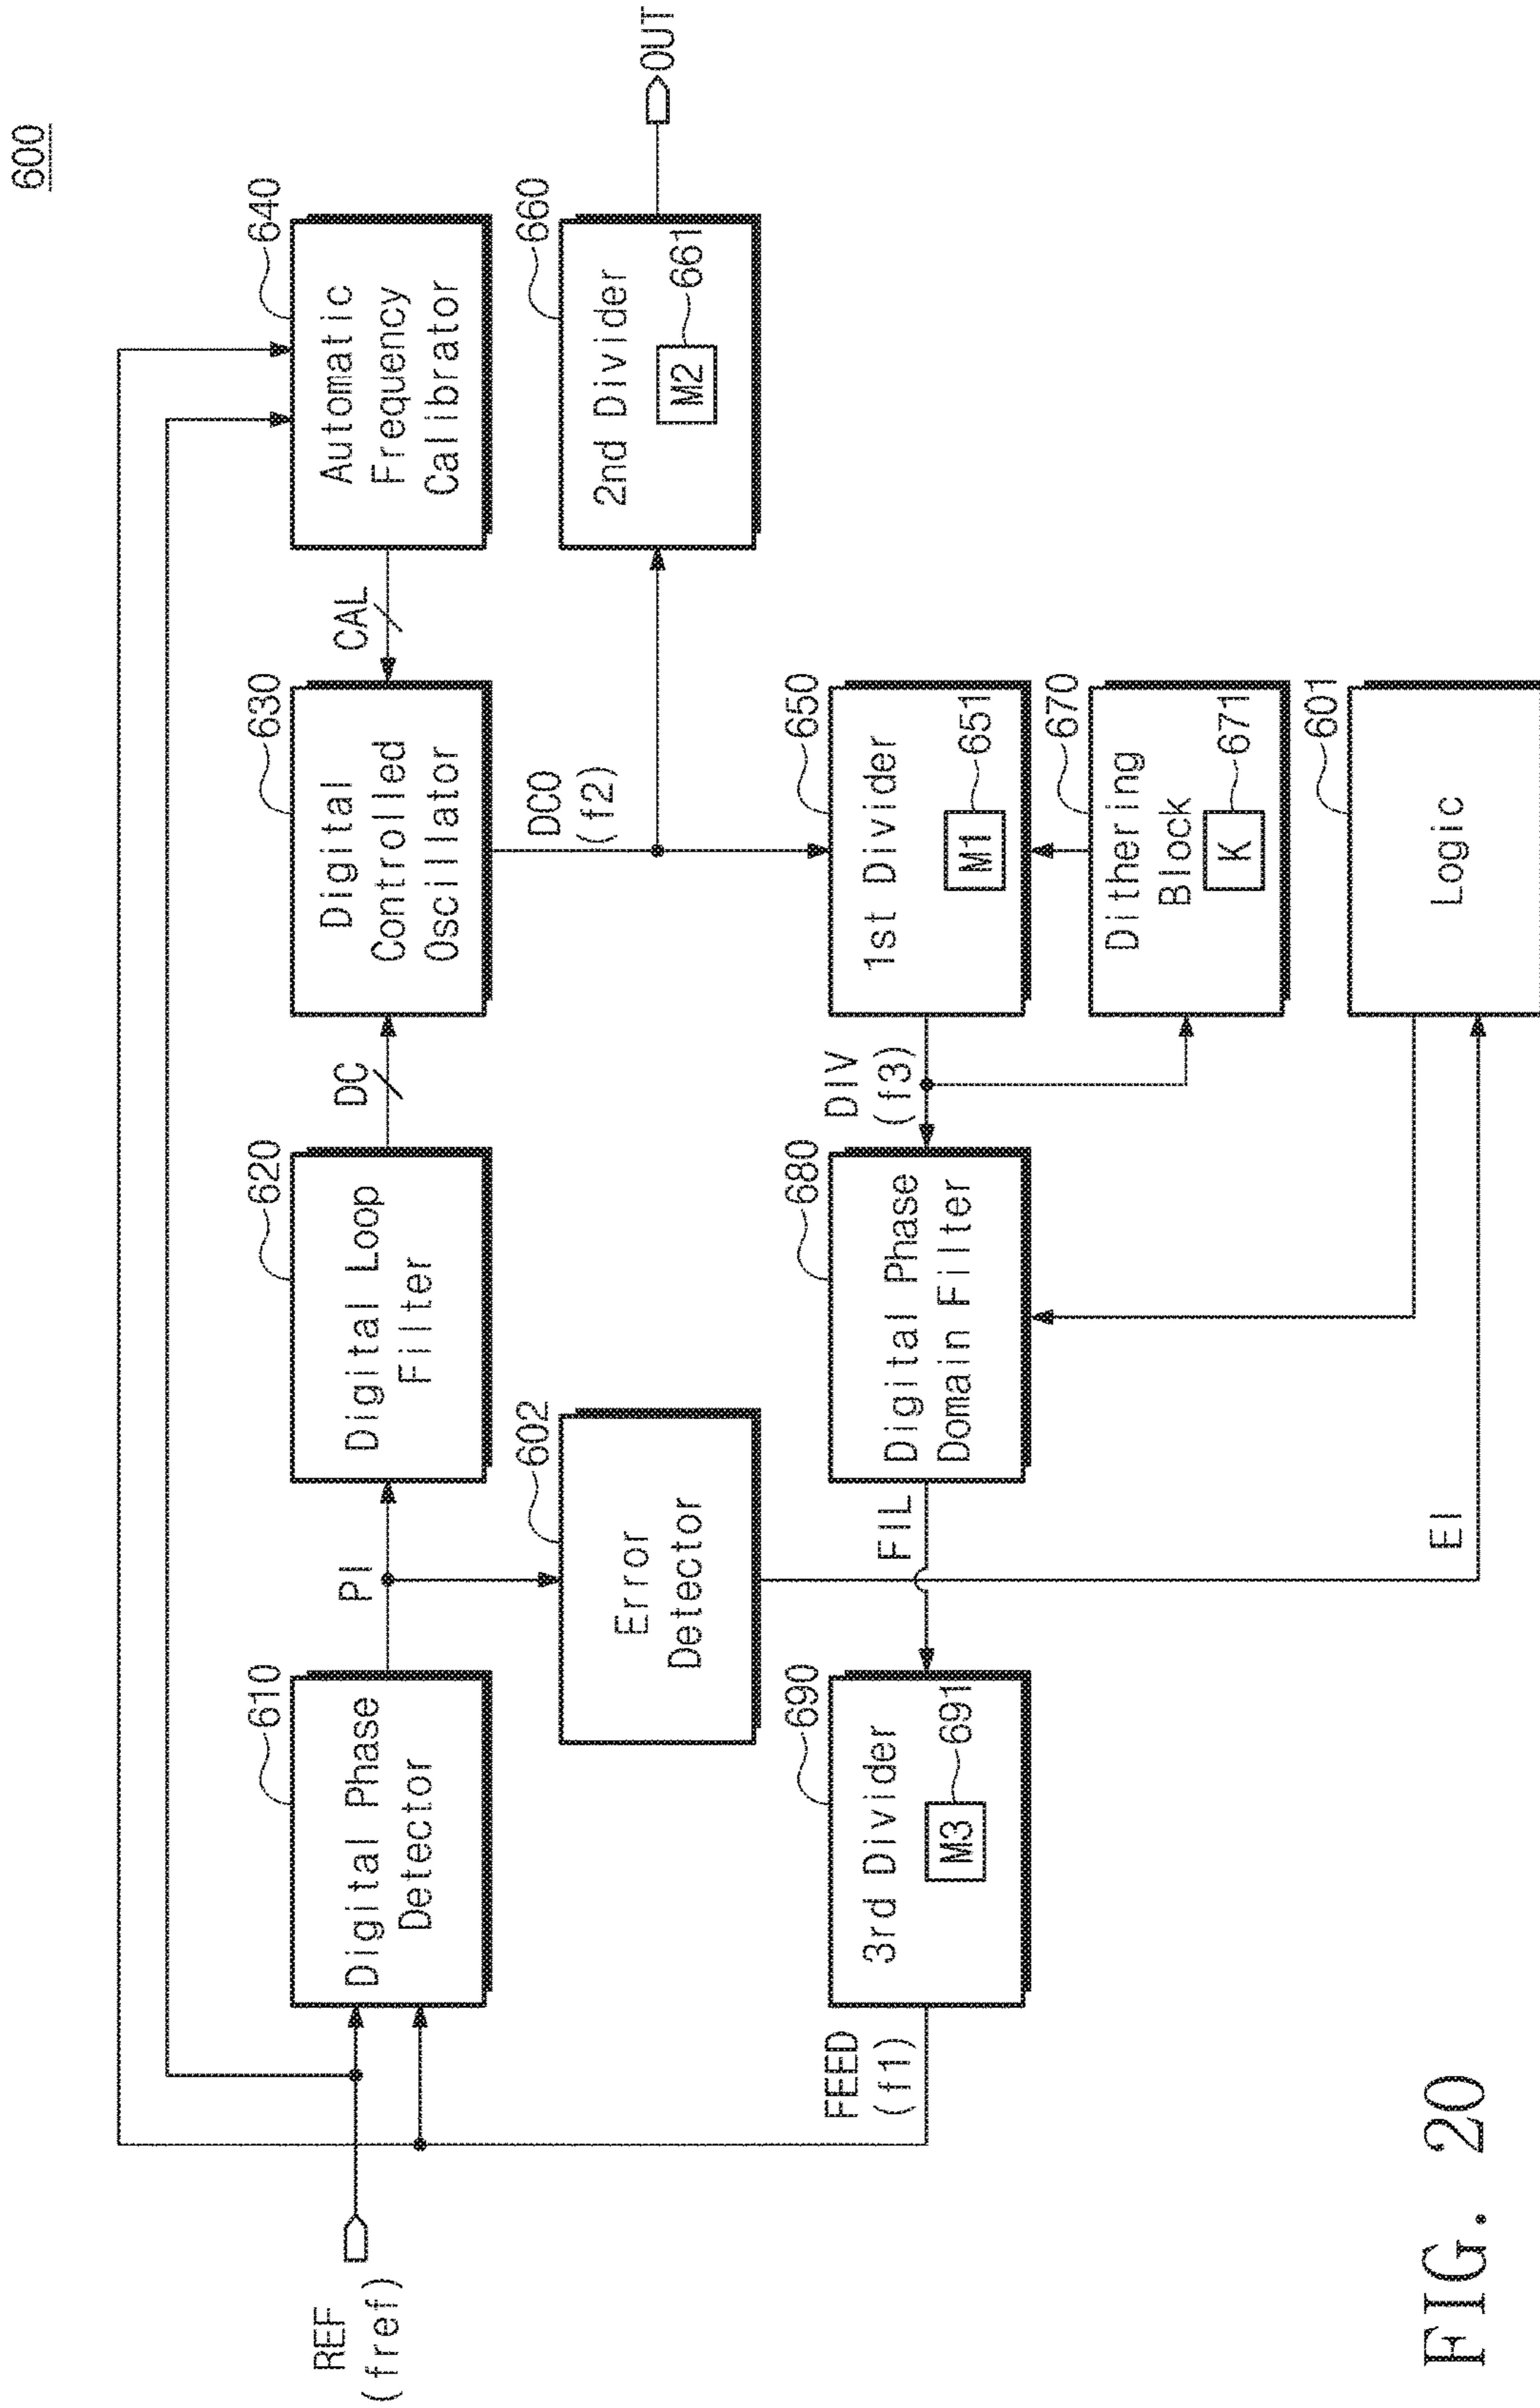 600
REF
(fref)
610
Digital Phase
Detector
PI
620
Digital Loop
Filter
DC
630
Digital
Controlled
Oscillator
CAL
640
Automatic
Frequency
Calibrator
602
Error
Detector
DCO
(f2)
660
2nd Divider
M2
661
OUT
FEED
(f1)
690
3rd Divider
M3
691
FIL
680
Digital Phase
Domain Filter
DIV
(f3)
650
1st Divider
M1
651
670
Dithering
Block
K
671
EI
601
Logic
FIG. 20